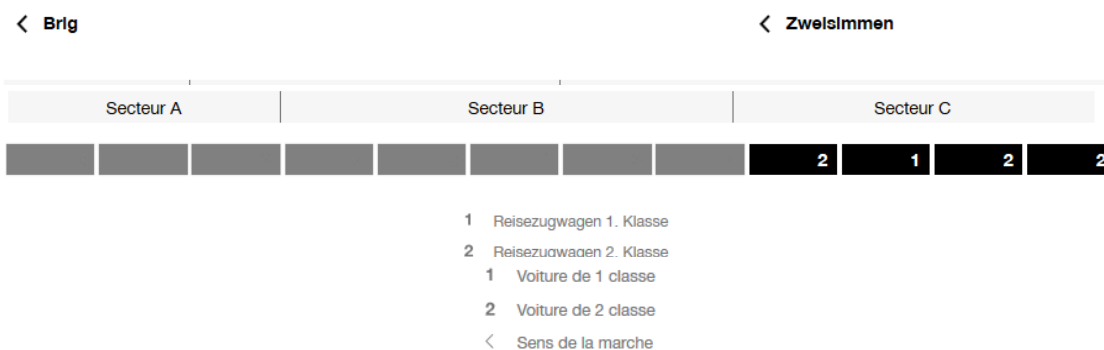 Brig
Zweisimmen
Secteur A Secteur B Secteur C
2 1 2 2
1 Reisezugwagen 1. Klasse
2 Reisezugwagen 2. Klasse
1 Voiture de 1 classe
2 Voiture de 2 classe
< Sens de la marche